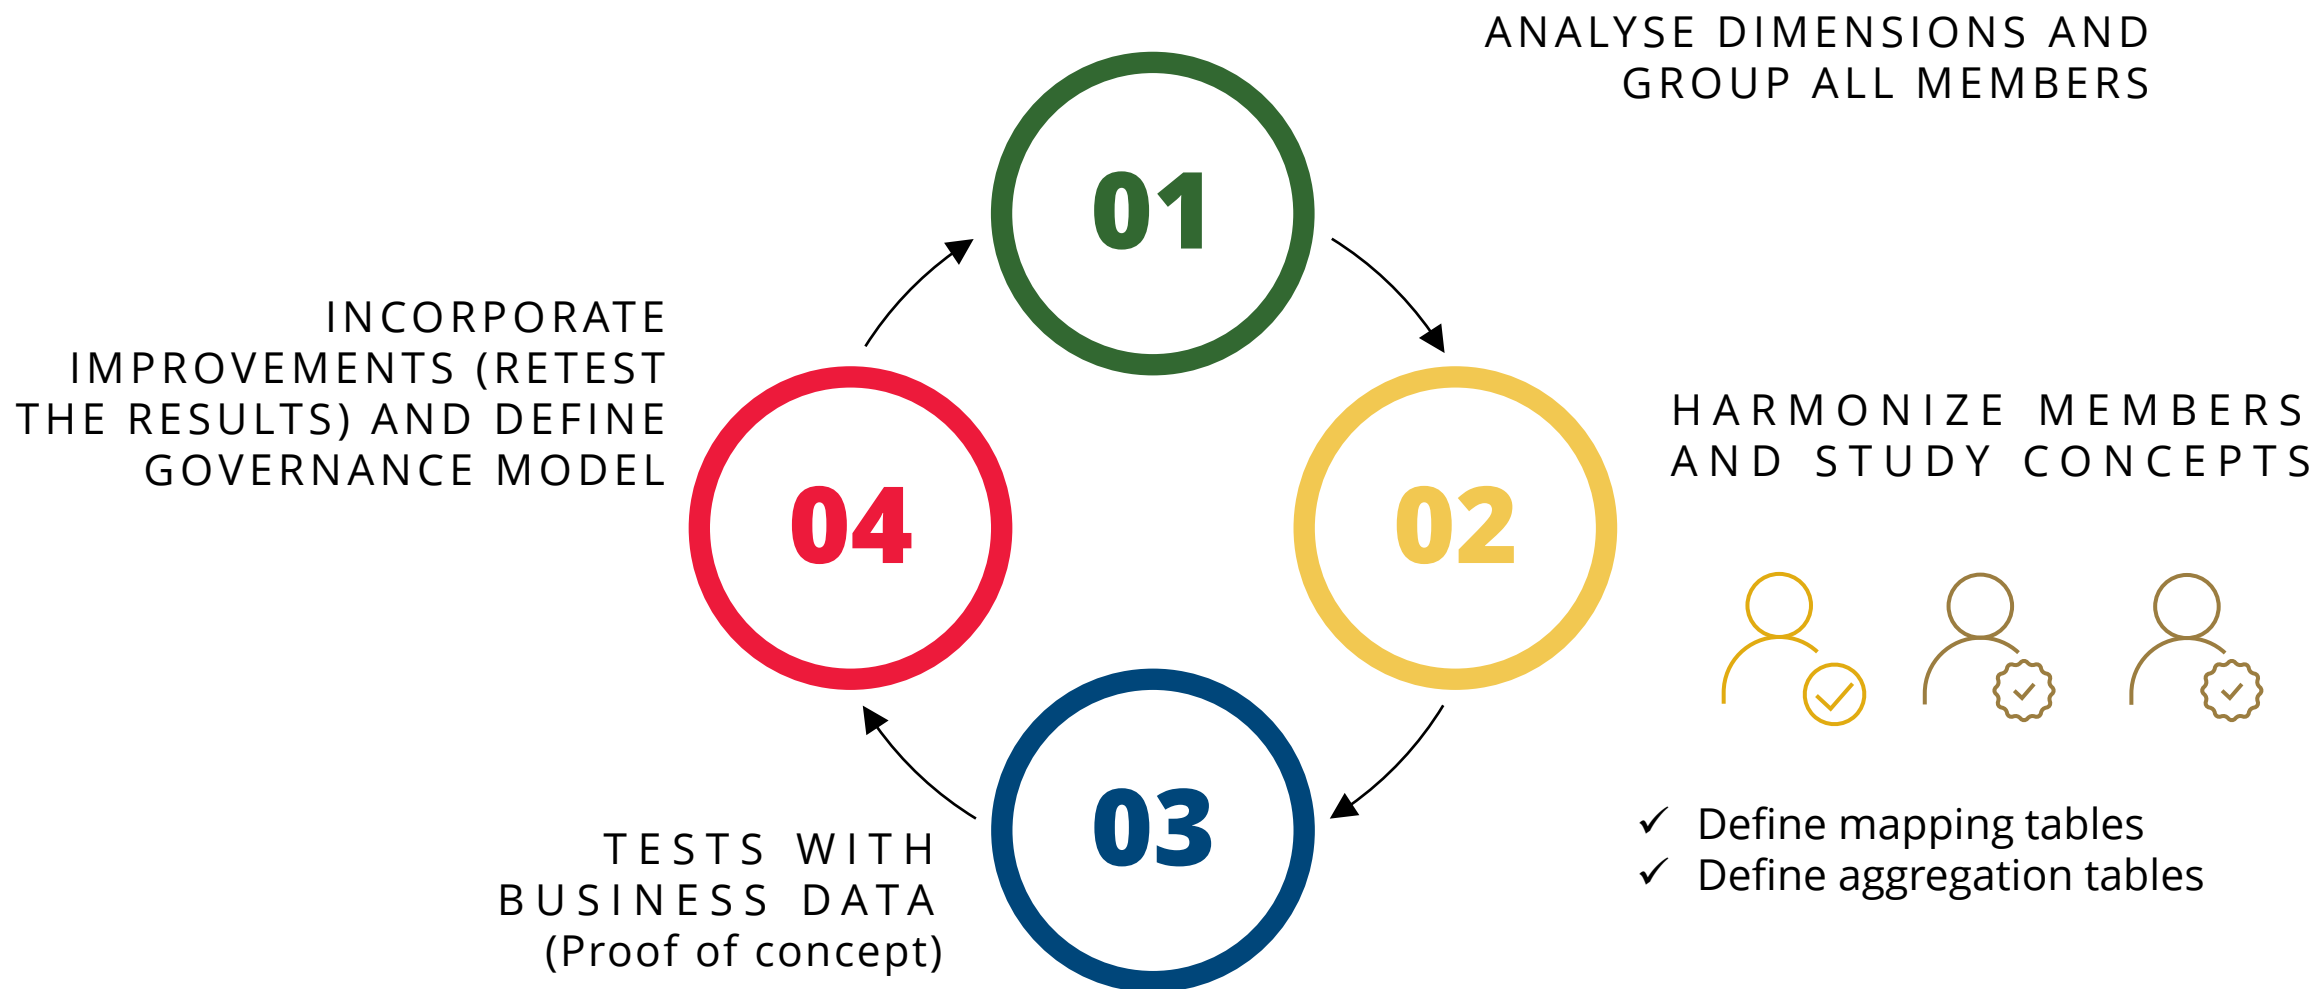 ANALYSE DIMENSIONS AND
GROUP ALL MEMBERS
01
INCORPORATE
IMPROVEMENTS (RETEST
THE RESULTS) AND DEFINE
GOVERNANCE MODEL
04
02
HARMONIZE MEMBERS
AND STUDY CONCEPTS
✓ Define mapping tables
✓ Define aggregation tables
03
TESTS WITH
BUSINESS DATA
(Proof of concept)